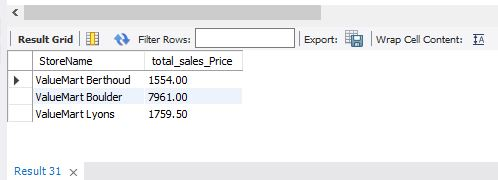 Result Grid Filter Rows: Export: Wrap Cell Content: IA
StoreName total_sales_Price
ValueMart Berthoud 1554.00
ValueMart Boulder 7961.00
ValueMart Lyons 1759.50
Result 31 ×